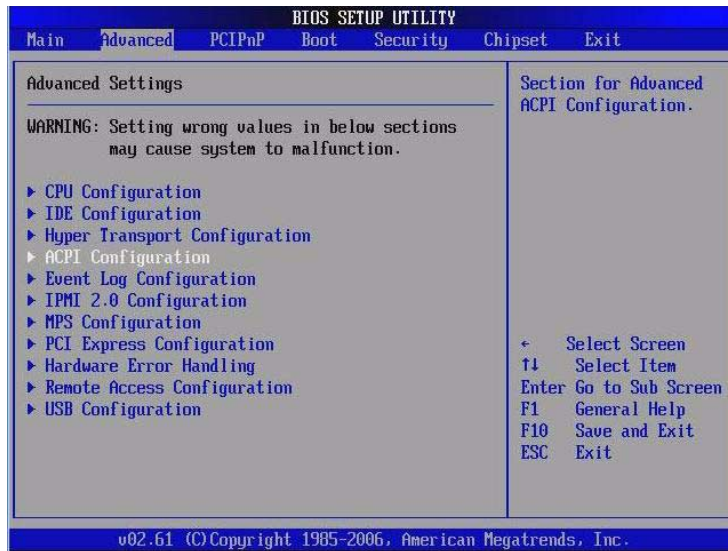 BIOS SETUP UTILITY
Main Advanced PCIPnP Boot Security Chipset Exit
Advanced Settings
WARNING: Setting wrong values in below sections
may cause system to malfunction.
▶ CPU Configuration
▶ IDE Configuration
▶ Hyper Transport Configuration
▶ ACPI Configuration
▶ Event Log Configuration
▶ IPMI 2.0 Configuration
▶ MPS Configuration
▶ PCI Express Configuration
▶ Hardware Error Handling
▶ Remote Access Configuration
▶ USB Configuration
Section for Advanced
ACPI Configuration.
← Select Screen
↑↓ Select Item
Enter Go to Sub Screen
F1 General Help
F10 Save and Exit
ESC Exit
v02.61 (C)Copyright 1985-2006, American Megatrends, Inc.